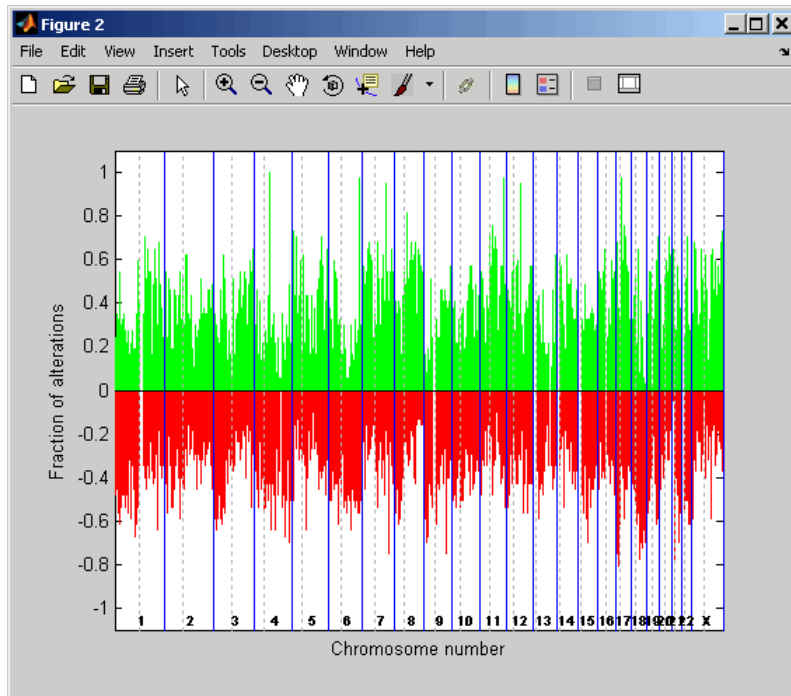 Figure 2
File Edit View Insert Tools Desktop Window Help
1
0.8
0.6
0.4
0.2
0
-0.2
-0.4
-0.6
-0.8
-1
Fraction of alterations
1 2 3 4 5 6 7 8 9 10 11 12 13 14 15 16 17 18 19 20 X
Chromosome number